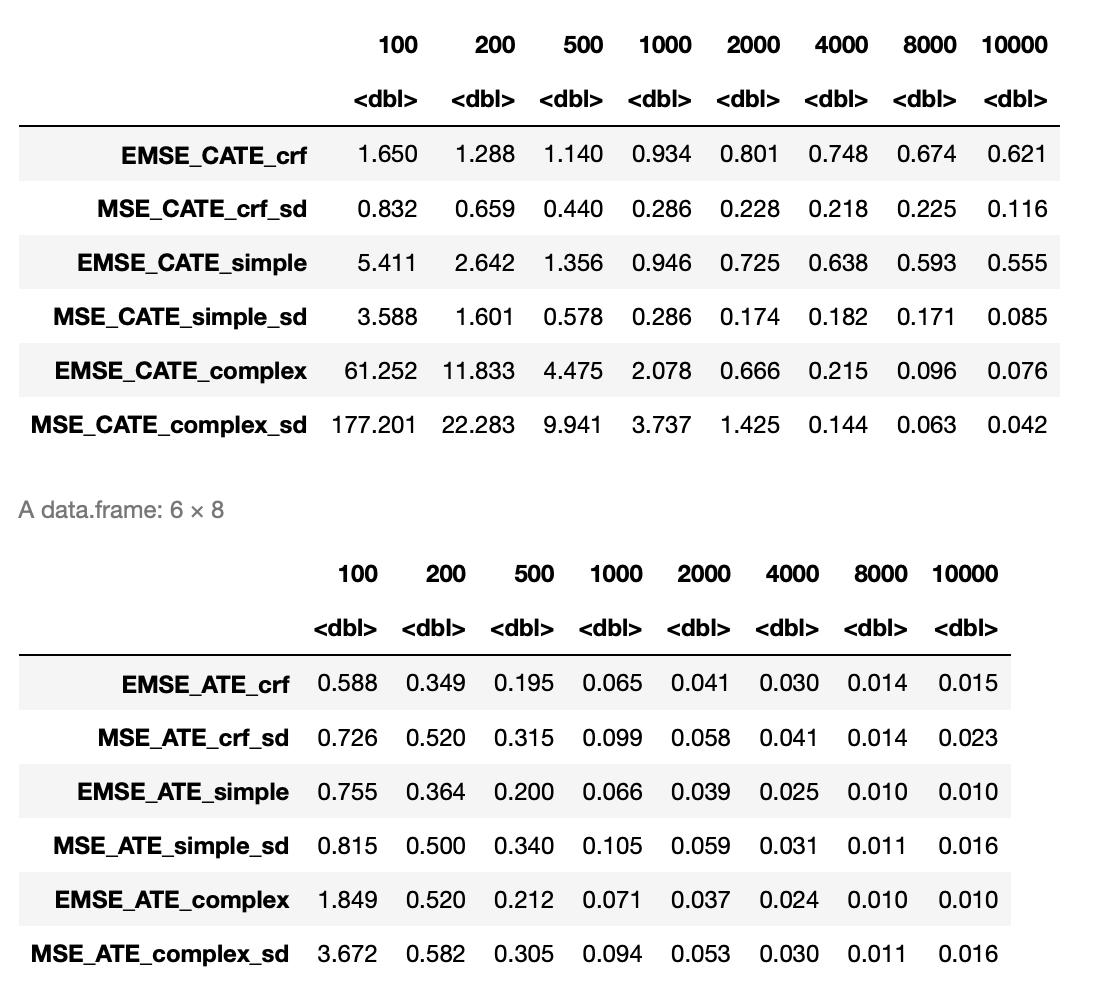 100 200 500 1000 2000 4000 8000 10000
<dbl> <dbl> <dbl> <dbl> <dbl> <dbl> <dbl> <dbl>
EMSE_CATE_crf 1.650 1.288 1.140 0.934 0.801 0.748 0.674 0.621
MSE_CATE_crf_sd 0.832 0.659 0.440 0.286 0.228 0.218 0.225 0.116
EMSE_CATE_simple 5.411 2.642 1.356 0.946 0.725 0.638 0.593 0.555
MSE_CATE_simple_sd 3.588 1.601 0.578 0.286 0.174 0.182 0.171 0.085
EMSE_CATE_complex 61.252 11.833 4.475 2.078 0.666 0.215 0.096 0.076
MSE_CATE_complex_sd 177.201 22.283 9.941 3.737 1.425 0.144 0.063 0.042
A data.frame: 6 × 8
100 200 500 1000 2000 4000 8000 10000
<dbl> <dbl> <dbl> <dbl> <dbl> <dbl> <dbl> <dbl>
EMSE_ATE_crf 0.588 0.349 0.195 0.065 0.041 0.030 0.014 0.015
MSE_ATE_crf_sd 0.726 0.520 0.315 0.099 0.058 0.041 0.014 0.023
EMSE_ATE_simple 0.755 0.364 0.200 0.066 0.039 0.025 0.010 0.010
MSE_ATE_simple_sd 0.815 0.500 0.340 0.105 0.059 0.031 0.011 0.016
EMSE_ATE_complex 1.849 0.520 0.212 0.071 0.037 0.024 0.010 0.010
MSE_ATE_complex_sd 3.672 0.582 0.305 0.094 0.053 0.030 0.011 0.016